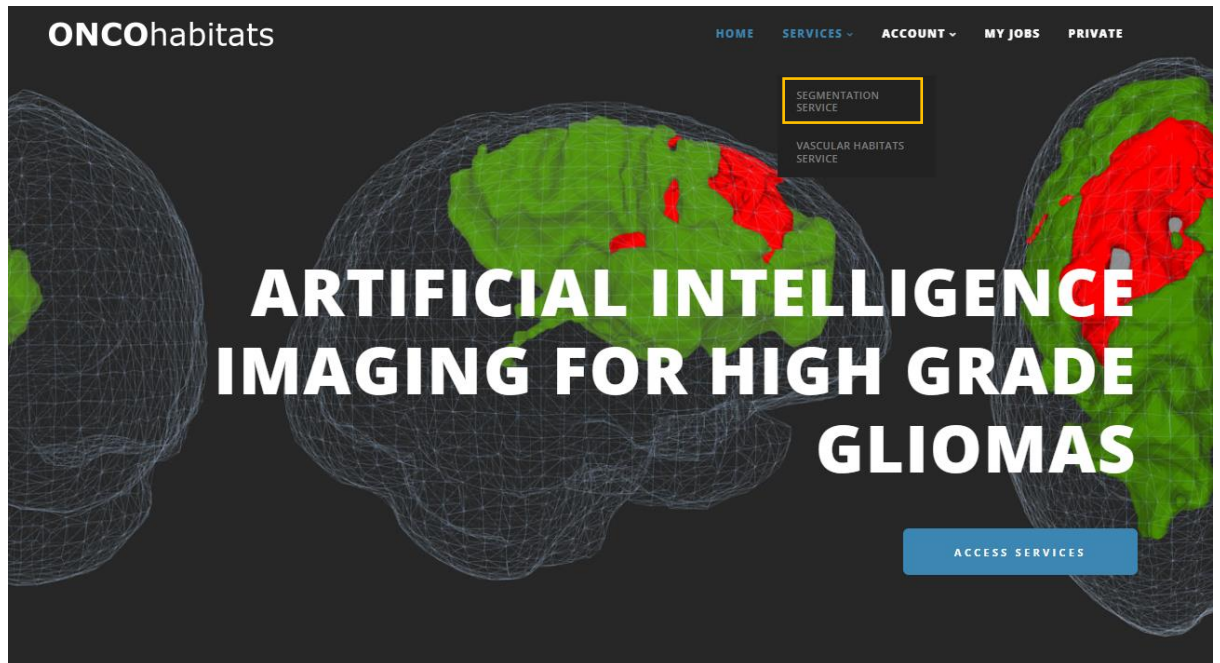 ONCOhabitats
HOME SERVICES ACCOUNT MY JOBS PRIVATE
SEGMENTATION
SERVICE
VASCULAR HABITATS
SERVICE
ARTIFICIAL INTELLIGENCE
IMAGING FOR HIGH GRADE
GLIOMAS
ACCESS SERVICES